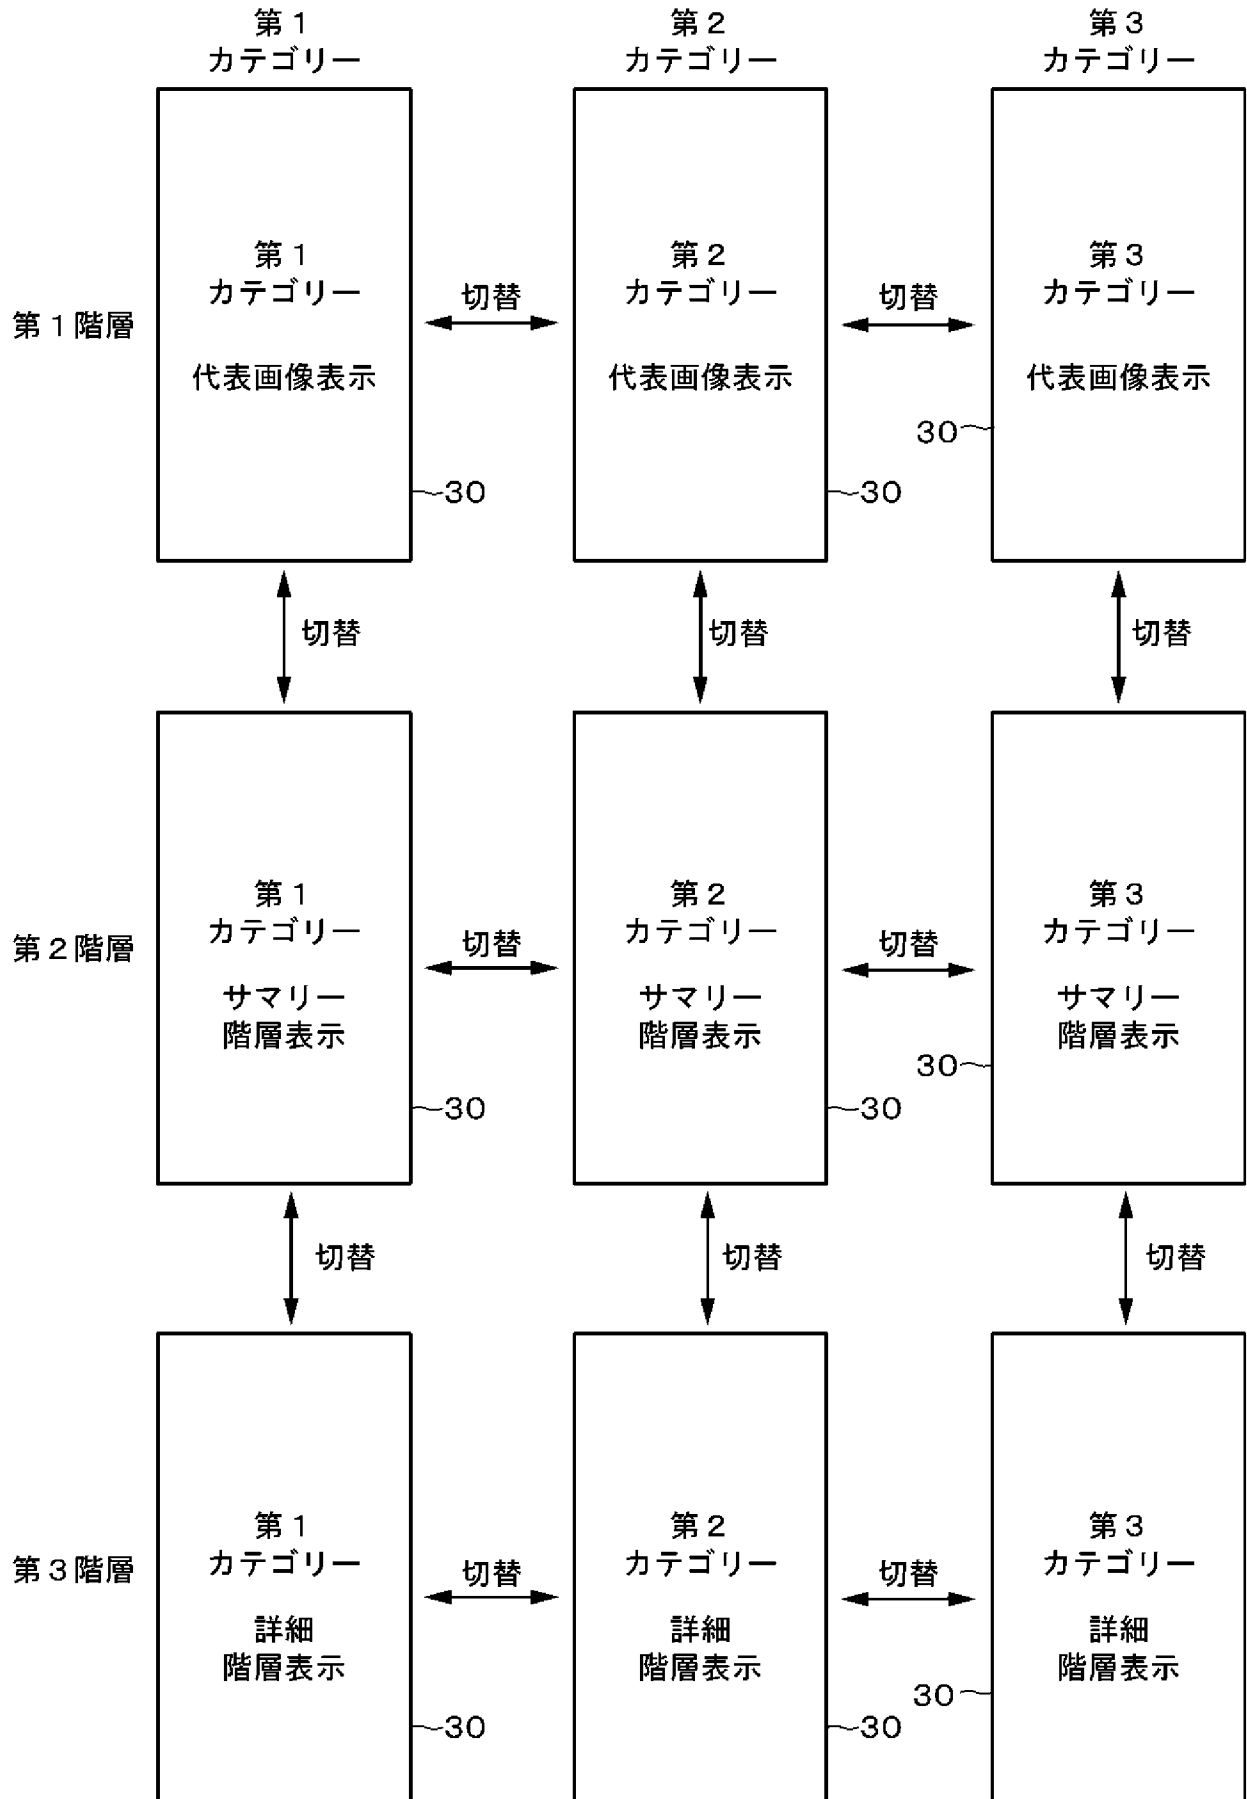 第１
カテゴリー
第２
カテゴリー
第３
カテゴリー
第１階層
第１
カテゴリー
代表画像表示
30
切替
第２
カテゴリー
代表画像表示
30
切替
第３
カテゴリー
代表画像表示
30
切替
切替
切替
第２階層
第１
カテゴリー
サマリー
階層表示
30
切替
第２
カテゴリー
サマリー
階層表示
30
切替
第３
カテゴリー
サマリー
階層表示
30
切替
切替
切替
第３階層
第１
カテゴリー
詳細
階層表示
30
切替
第２
カテゴリー
詳細
階層表示
30
切替
第３
カテゴリー
詳細
階層表示
30